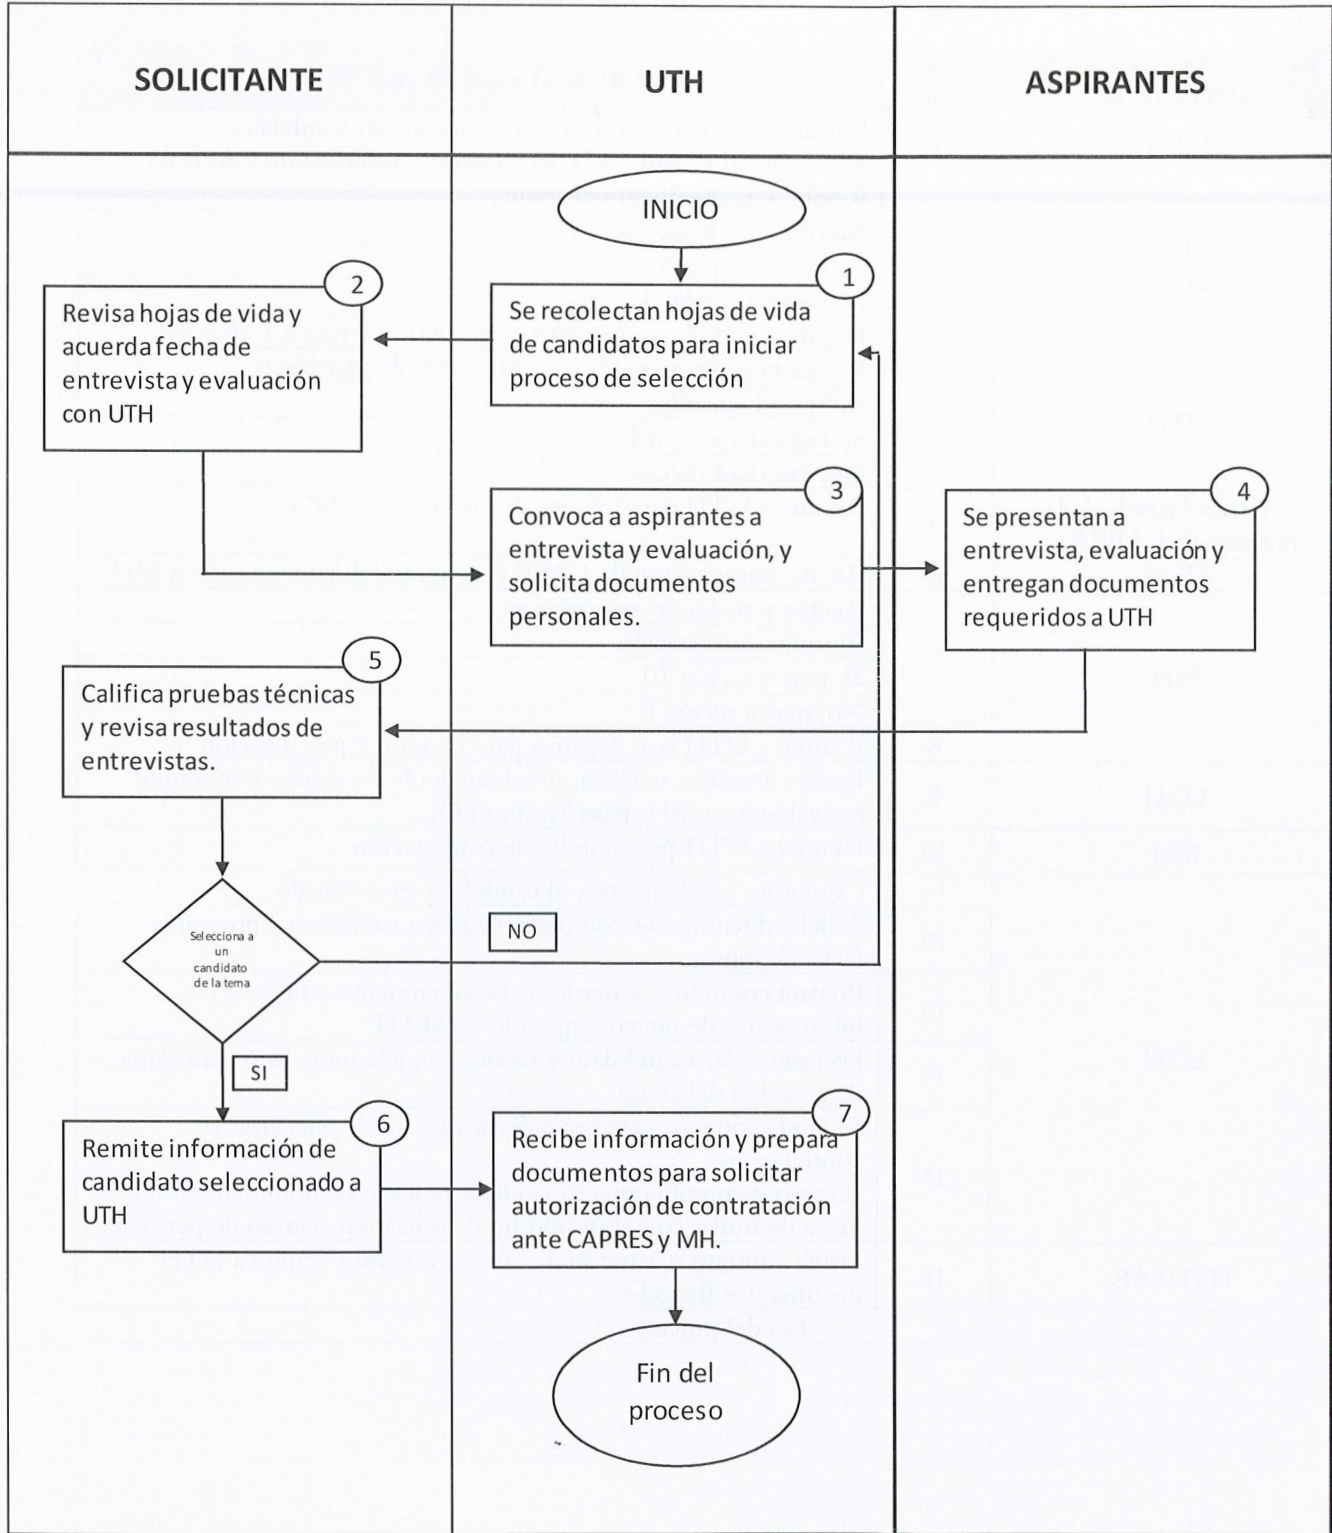 SOLICITANTE
UTH
ASPIRANTES
INICIO
1
Se recolectan hojas de vida
de candidatos para iniciar
proceso de selección
2
Revisa hojas de vida y
acuerda fecha de
entrevista y evaluación
con UTH
3
Convoca a aspirantes a
entrevista y evaluación, y
solicita documentos
personales.
4
Se presentan a
entrevista, evaluación y
entregan documentos
requeridos a UTH
5
Califica pruebas técnicas
y revisa resultados de
entrevistas.
Selecciona a
un
candidato
de la terna
NO
SI
6
Remite información de
candidato seleccionado a
UTH
7
Recibe información y prepara
documentos para solicitar
autorización de contratación
ante CAPRES y MH.
Fin del
proceso